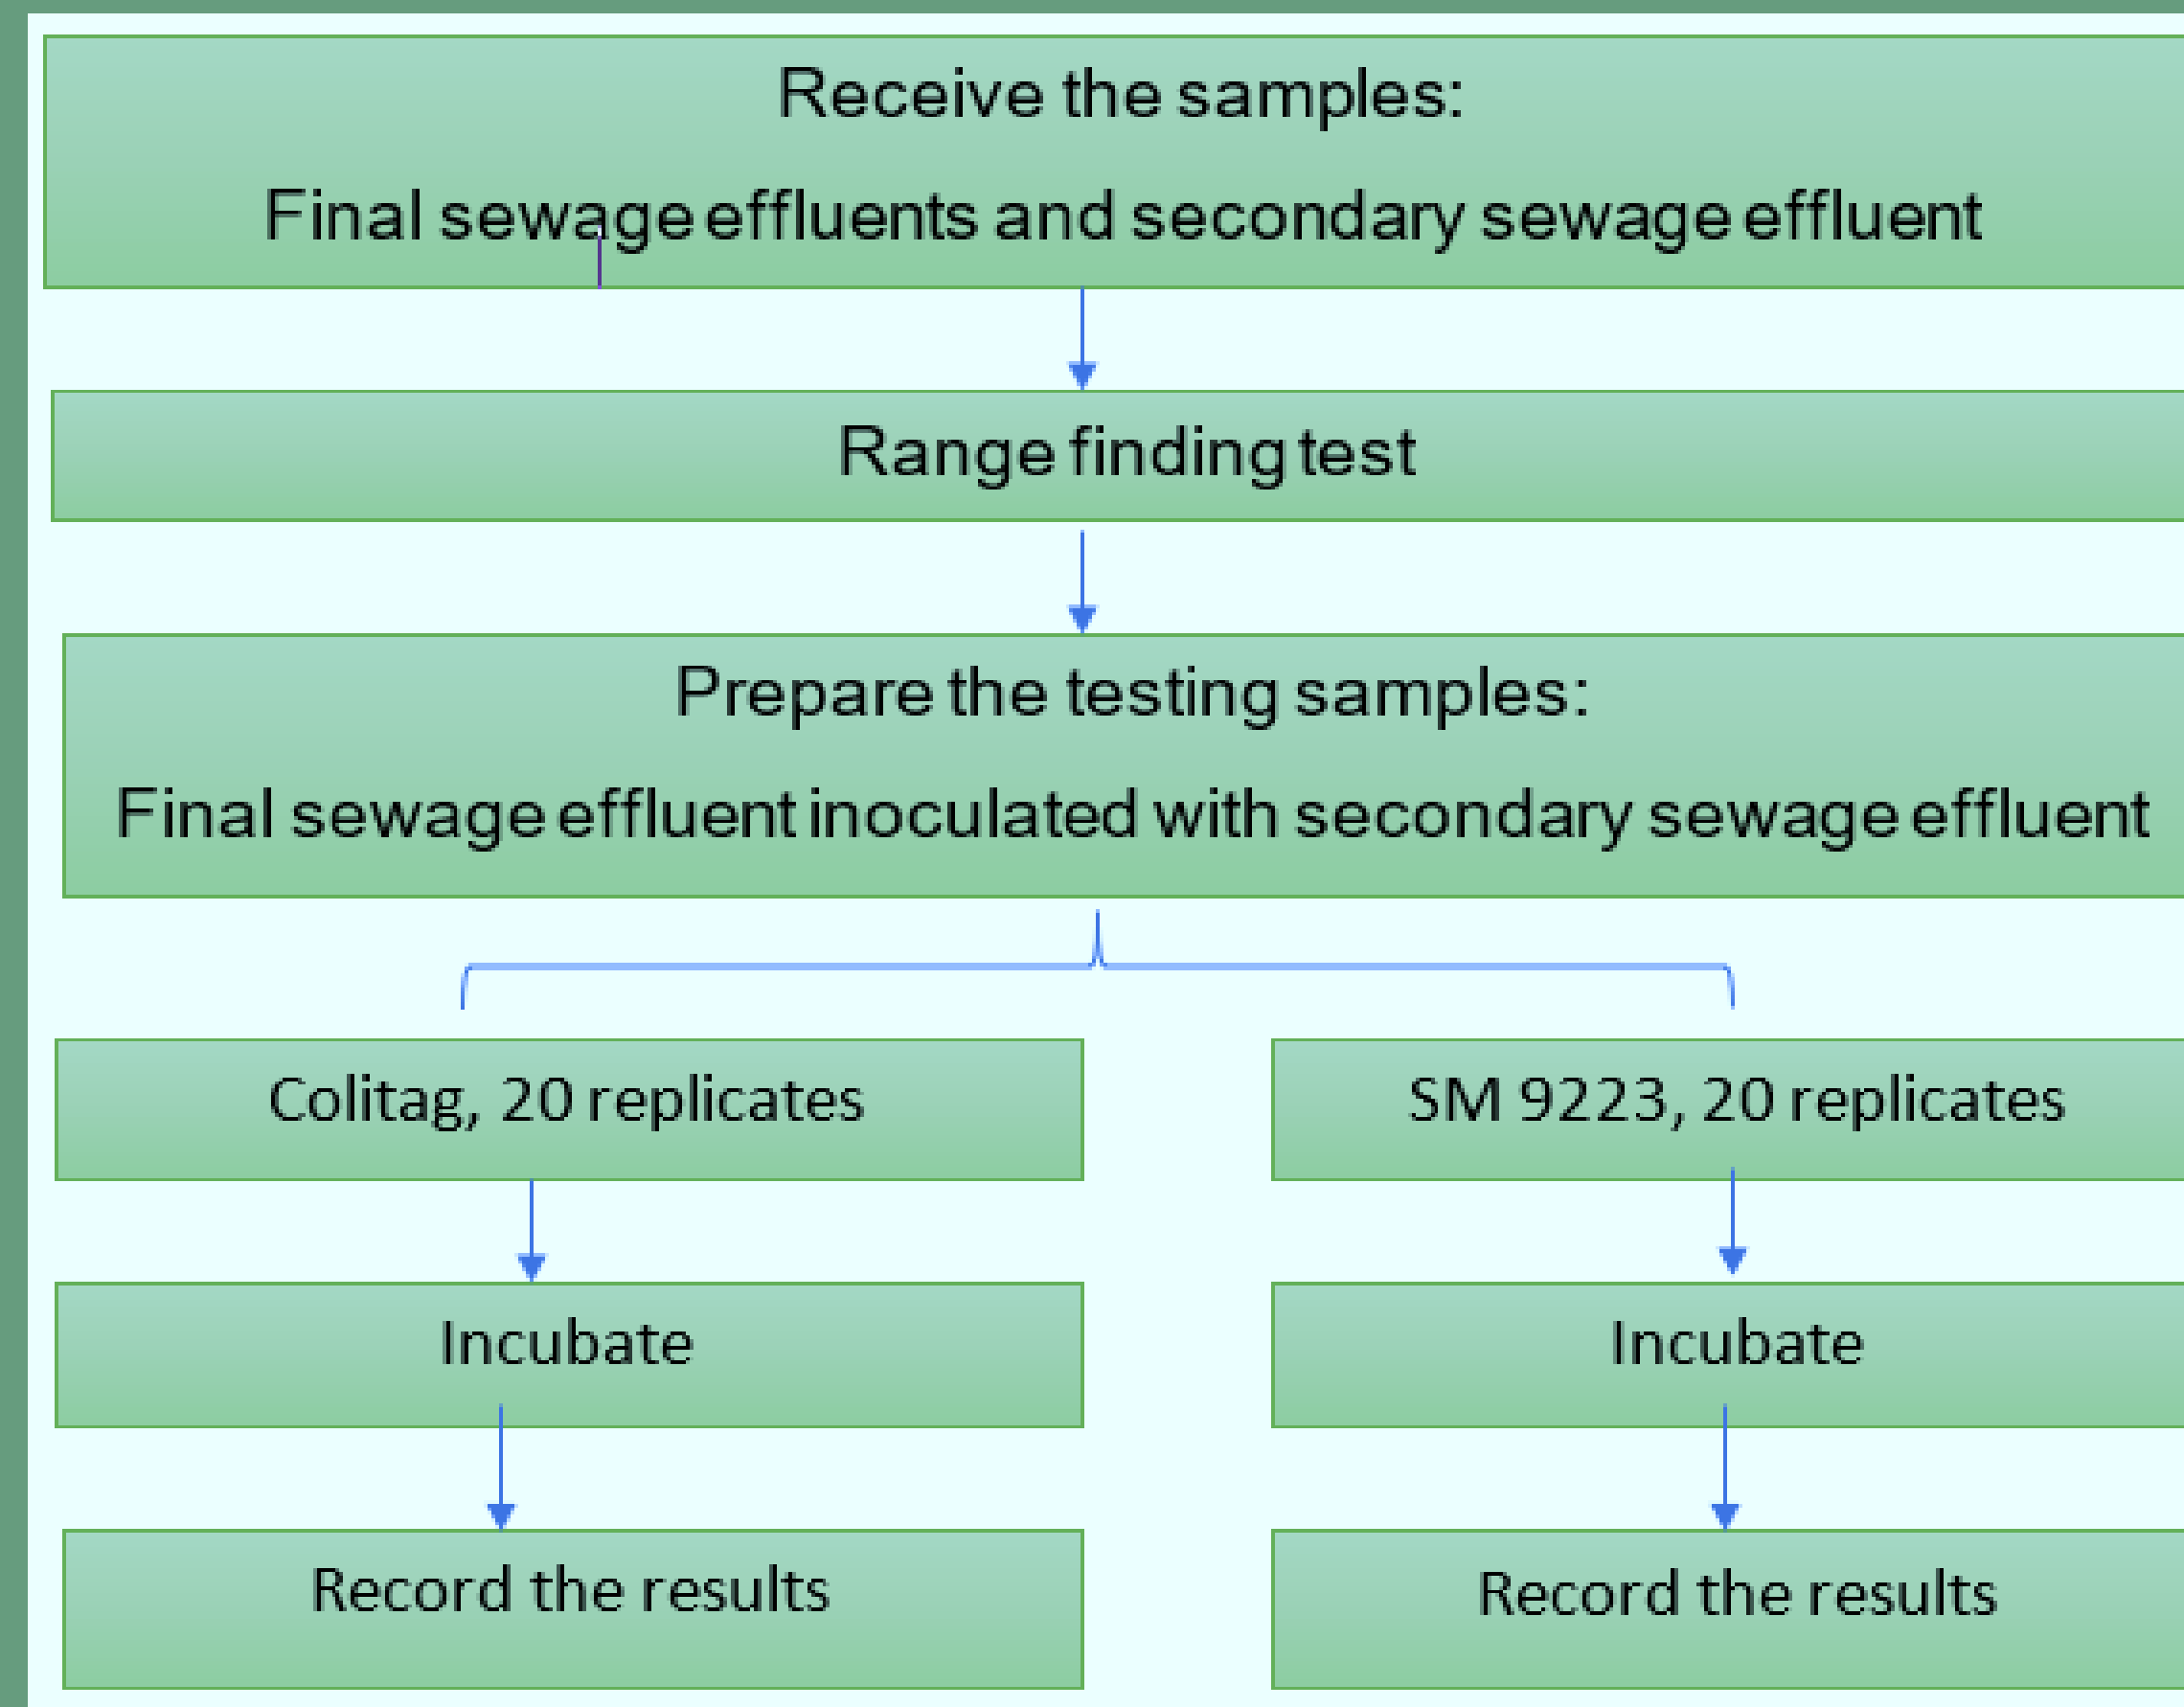 Receive the samples:
Final sewage effluents and secondary sewage effluent
Range finding test
Prepare the testing samples:
Final sewage effluent inoculated with secondary sewage effluent
Colitag, 20 replicates
SM 9223, 20 replicates
Incubate
Incubate
Record the results
Record the results